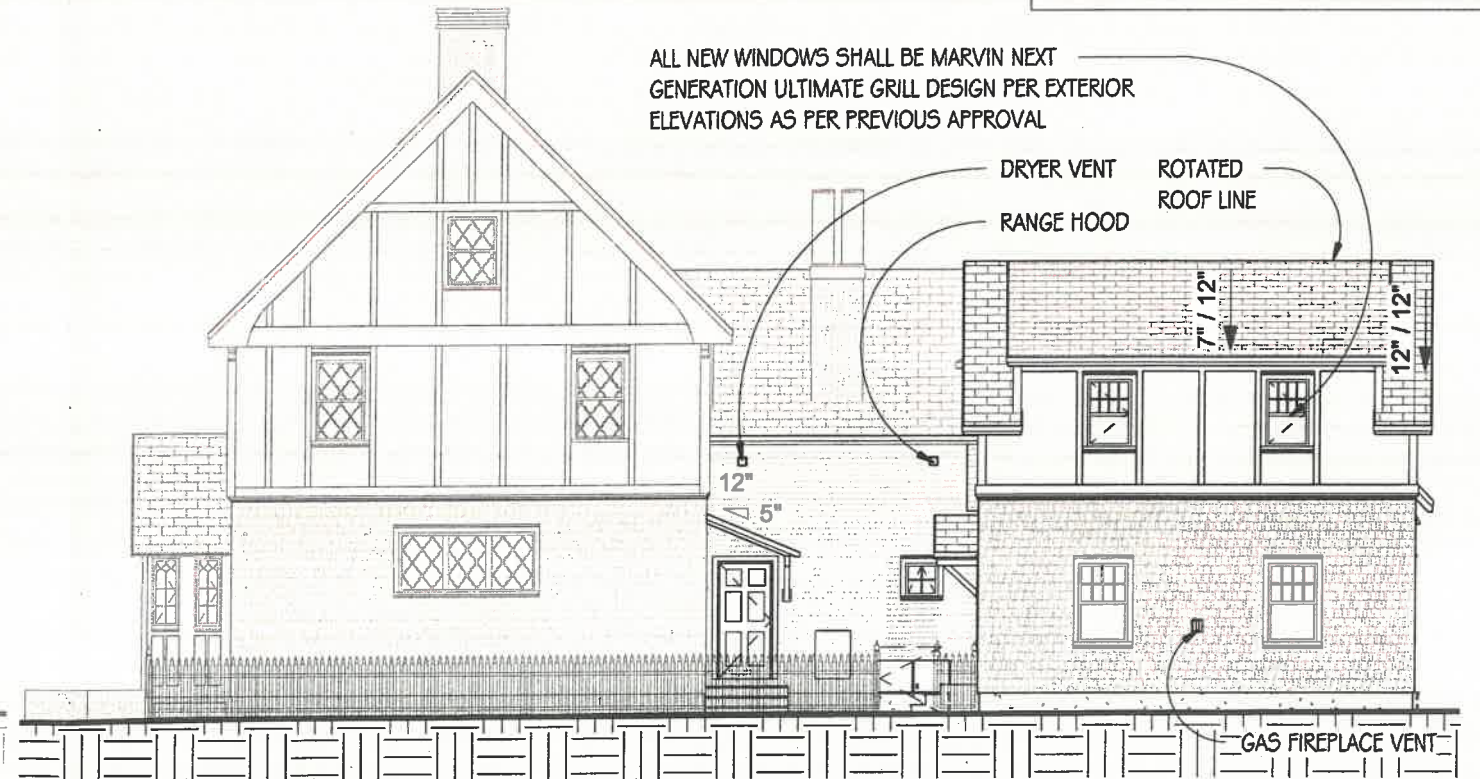 ALL NEW WINDOWS SHALL BE MARVIN NEXT
GENERATION ULTIMATE GRILL DESIGN PER EXTERIOR
ELEVATIONS AS PER PREVIOUS APPROVAL
DRYER VENT
ROTATED
ROOF LINE
RANGE HOOD
7" / 12"
12" / 12"
12"
5"
GAS FIREPLACE VENT